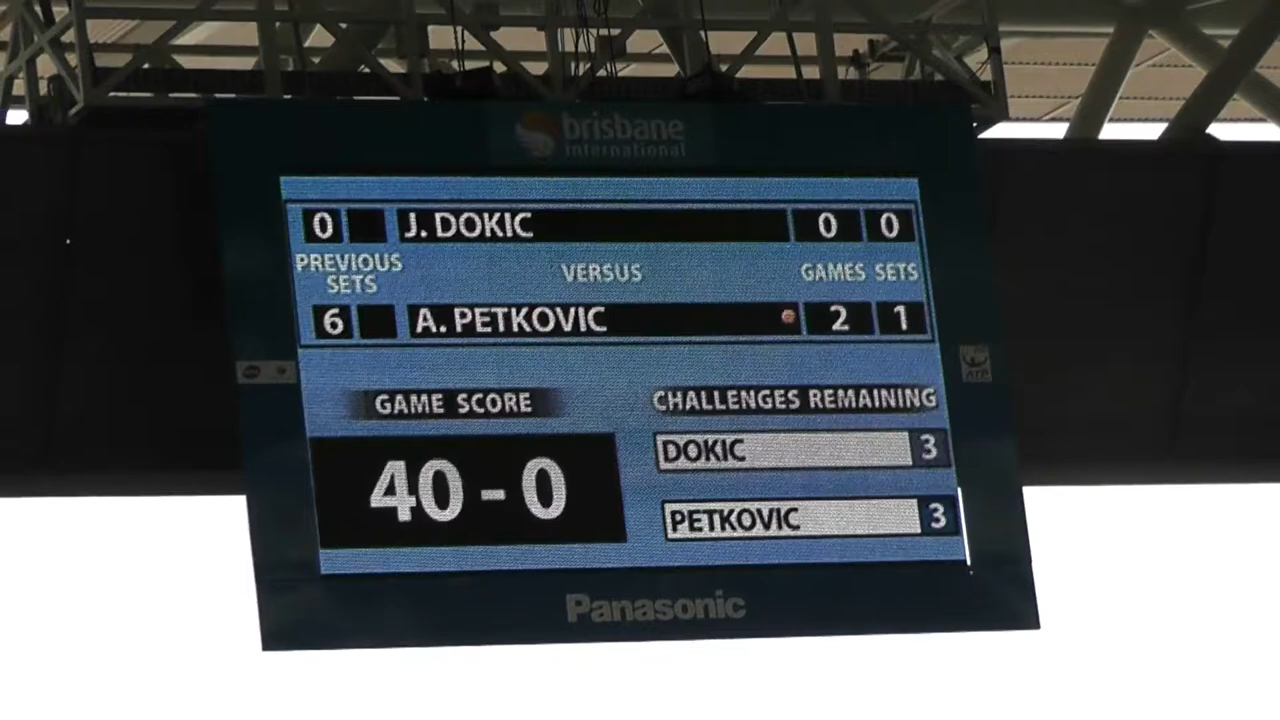 brisbane
international
0 J. DOKIC 0 0
PREVIOUS SETS VERSUS GAMES SETS
6 A. PETKOVIC 2 1
GAME SCORE
40 - 0
CHALLENGES REMAINING
DOKIC 3
PETKOVIC 3
ATP
Panasonic